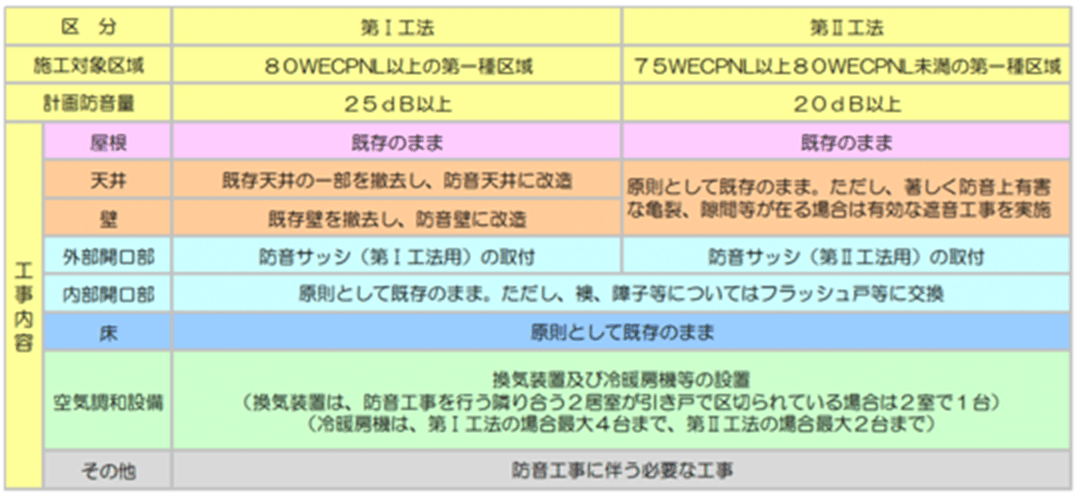 区　分
第Ⅰ工法
第Ⅱ工法
施工対象区域
８０WECPNL以上の第一種区域
７５WECPNL以上８０WECPNL未満の第一種区域
計画防音量
２５ｄＢ以上
２０ｄＢ以上
工事内容
屋根
既存のまま
既存のまま
天井
既存天井の一部を撤去し、防音天井に改造
原則として既存のまま。ただし、著しく防音上有害
な亀裂、隙間等が在る場合は有効な遮音工事を実施
壁
既存壁を撤去し、防音壁に改造
外部開口部
防音サッシ（第Ⅰ工法用）の取付
防音サッシ（第Ⅱ工法用）の取付
内部開口部
原則として既存のまま。ただし、襖、障子等についてはフラッシュ戸等に交換
床
原則として既存のまま
空気調和設備
換気装置及び冷暖房機等の設置
（換気装置は、防音工事を行う隣り合う２居室が引き戸で区切られている場合は２室で１台）
（冷暖房機は、第Ⅰ工法の場合最大４台まで、第Ⅱ工法の場合最大２台まで）
その他
防音工事に伴う必要な工事